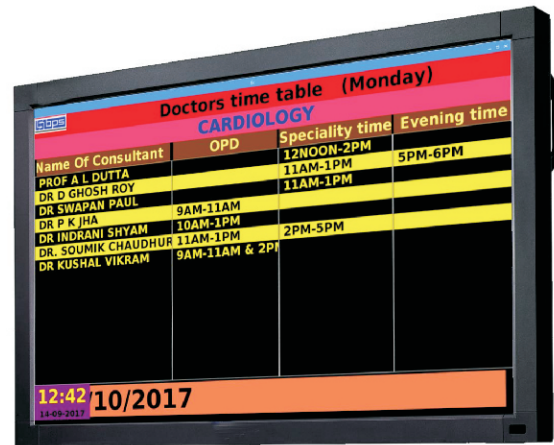 Doctors time table (Monday)
CARDIOLOGY
Name Of Consultant OPD Speciality time Evening time
PROF A L DUTTA 12NOON-2PM
DR D GHOSH ROY 11AM-1PM 5PM-6PM
DR SWAPAN PAUL 11AM-1PM
DR P K JHA 9AM-11AM
DR INDRANI SHYAM 10AM-1PM
DR. SOUMIK CHAUDHUR 11AM-1PM 2PM-5PM
DR KUSHAL VIKRAM 9AM-11AM & 2P
12:42 /10/2017
14-09-2017